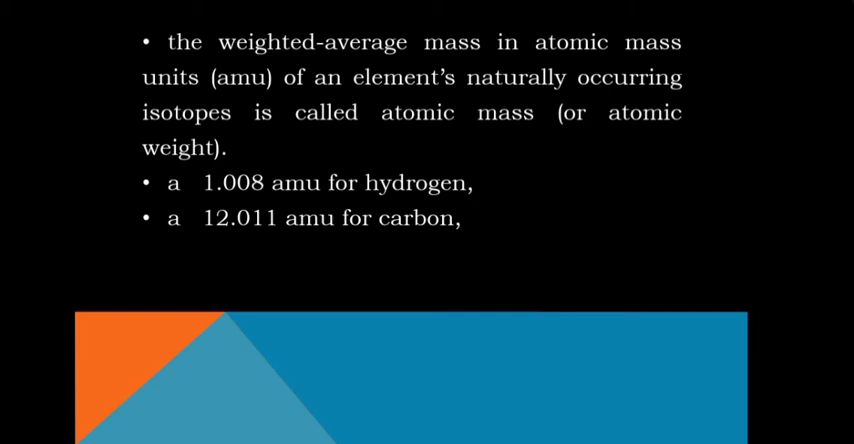 • the weighted-average mass in atomic mass
units (amu) of an element's naturally occurring
isotopes is called atomic mass (or atomic
weight).
• a 1.008 amu for hydrogen,
• a 12.011 amu for carbon,